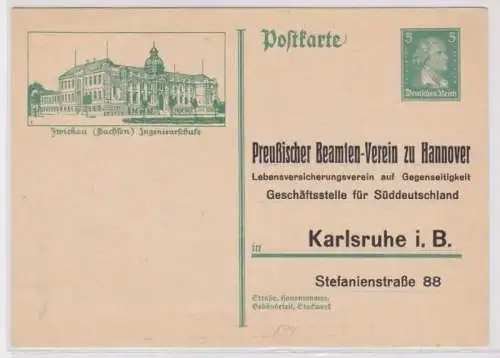 Postkarte
5 5
Deutsches Reich
Zwickau (Sachsen) Ingenieurschule
Preußischer Beamten-Verein zu Hannover
Lebensversicherungsverein auf Gegenseitigkeit
Geschäftsstelle für Süddeutschland
in
Karlsruhe i. B.
Stefanienstraße 88
Straße, Hausnummer,
Gebäudeteil, Stockwerk